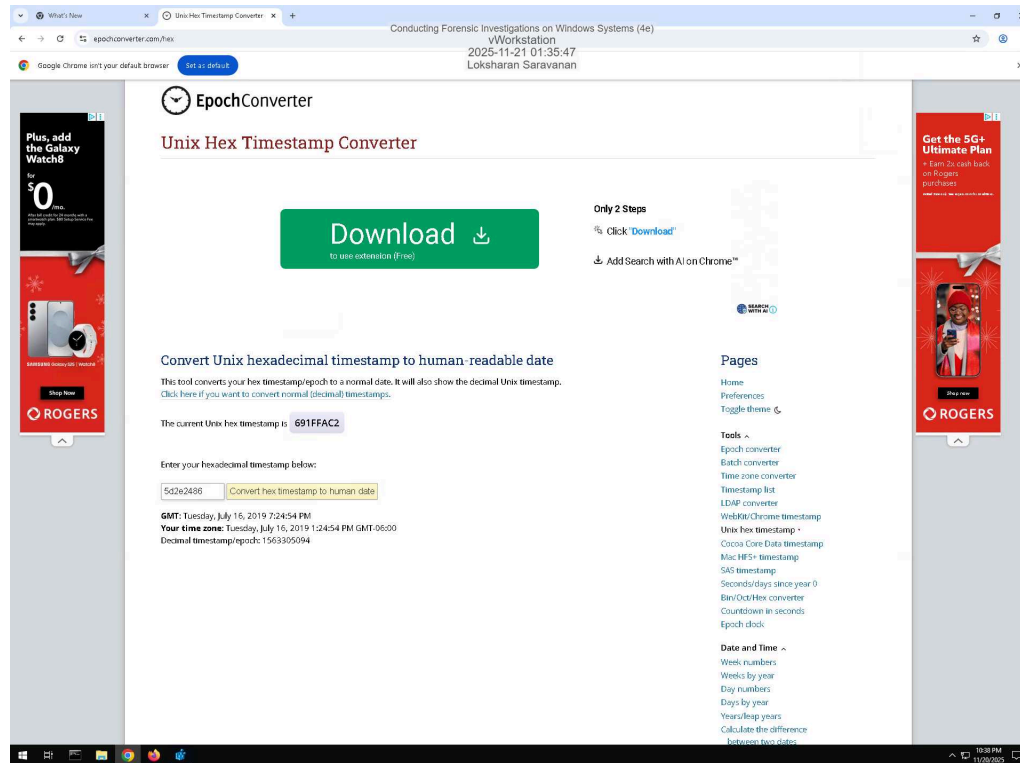 What's New
Unix Hex Timestamp Converter
Conducting Forensic Investigations on Windows Systems (4e)
epochconverter.com/hex
vWorkstation
2025-11-21 01:35:47
Google Chrome isn't your default browser Set as default
Loksharan Saravanan
EpochConverter
Unix Hex Timestamp Converter
Plus, add
the Galaxy
Watch8
for
$0/mo.
SAMSUNG Galaxy S25 | Watch8
Shop Now
ROGERS
Download
to use extension (Free)
Only 2 Steps
Click "Download"
Add Search with AI on Chrome™
SEARCH
WITH AI
Convert Unix hexadecimal timestamp to human-readable date
This tool converts your hex timestamp/epoch to a normal date. It will also show the decimal Unix timestamp.
Click here if you want to convert normal (decimal) timestamps.
The current Unix hex timestamp is 691FFAC2
Enter your hexadecimal timestamp below:
5d2e2486 Convert hex timestamp to human date
GMT: Tuesday, July 16, 2019 7:24:54 PM
Your time zone: Tuesday, July 16, 2019 1:24:54 PM GMT-06:00
Decimal timestamp/epoch: 1563305094
Pages
Home
Preferences
Toggle theme
Tools
Epoch converter
Batch converter
Time zone converter
Timestamp list
LDAP converter
WebKit/Chrome timestamp
Unix hex timestamp
Cocoa Core Data timestamp
Mac HFS+ timestamp
SAS timestamp
Seconds/days since year 0
Bin/Oct/Hex converter
Countdown in seconds
Epoch clock
Date and Time
Week numbers
Weeks by year
Day numbers
Days by year
Years/leap years
Calculate the difference
between two dates
Get the 5G+
Ultimate Plan
+ Earn 2x cash back
on Rogers
purchases
Shop now
ROGERS
10:38 PM
11/20/2025